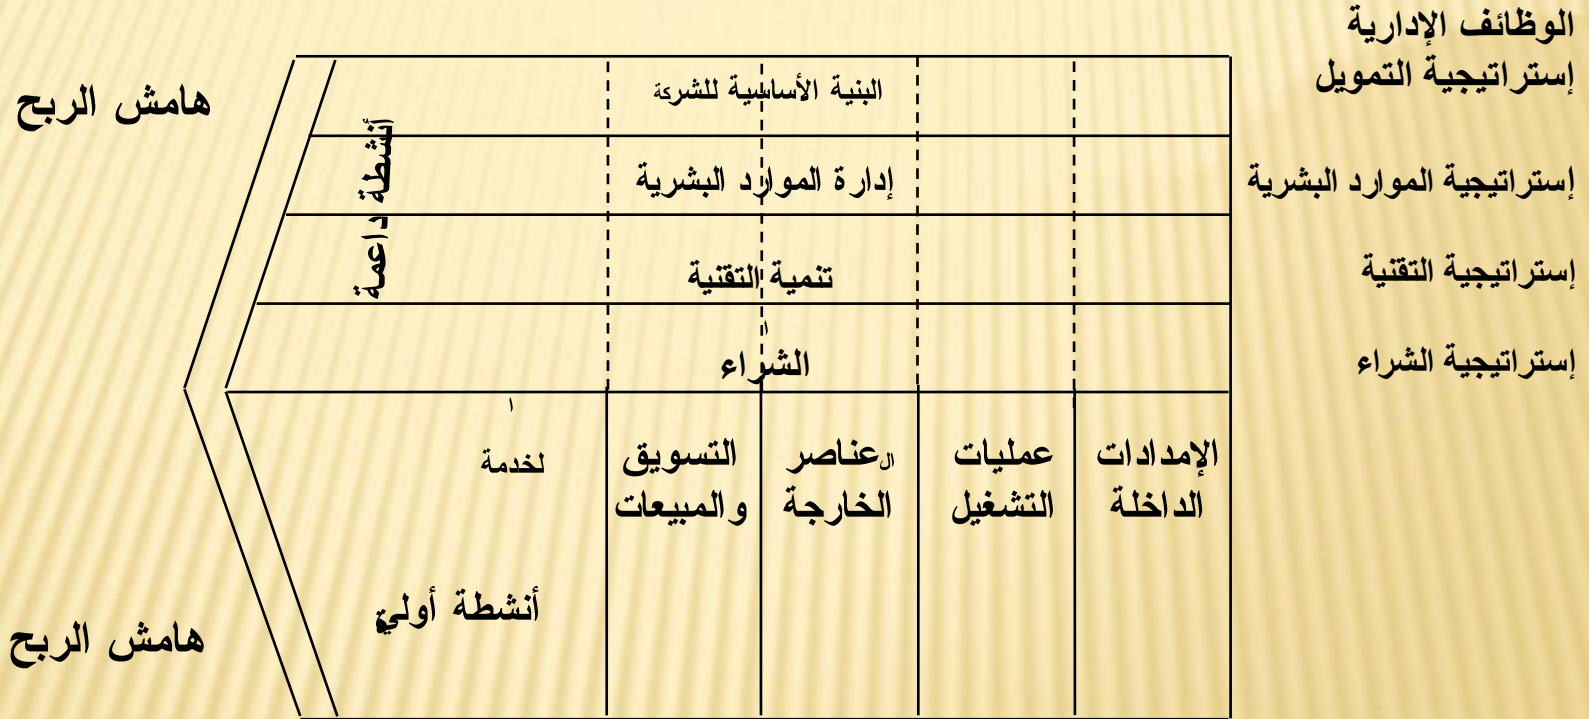 الوظائف الإدارية
إستراتيجية التمويل
البنية الأساسية للشركة
هامش الربح
أنشطة داعمة
إستراتيجية الموارد البشرية
إدارة الموارد البشرية
إستراتيجية التقنية
تنمية التقنية
إستراتيجية الشراء
ا
الشراء
الإمدادات
الداخلة
عمليات
التشغيل
العناصر
الخارجة
التسويق
والمبيعات
ا
لخدمة
أنشطة أولية
هامش الربح